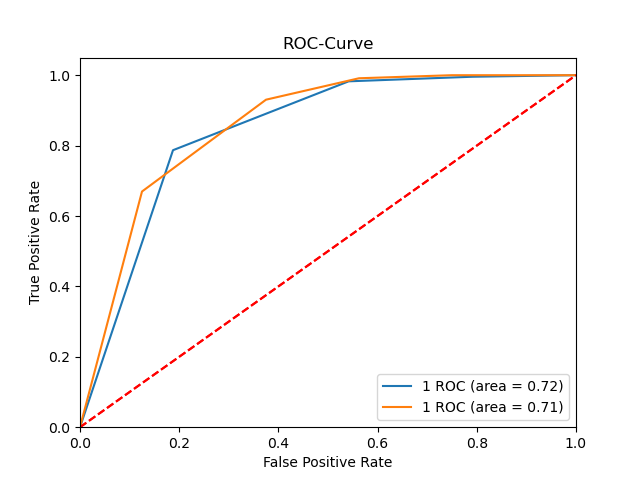 ROC-Curve
1.0
0.8
0.6
0.4
0.2
0.0
True Positive Rate
0.0 0.2 0.4 0.6 0.8 1.0
False Positive Rate
1 ROC (area = 0.72)
1 ROC (area = 0.71)